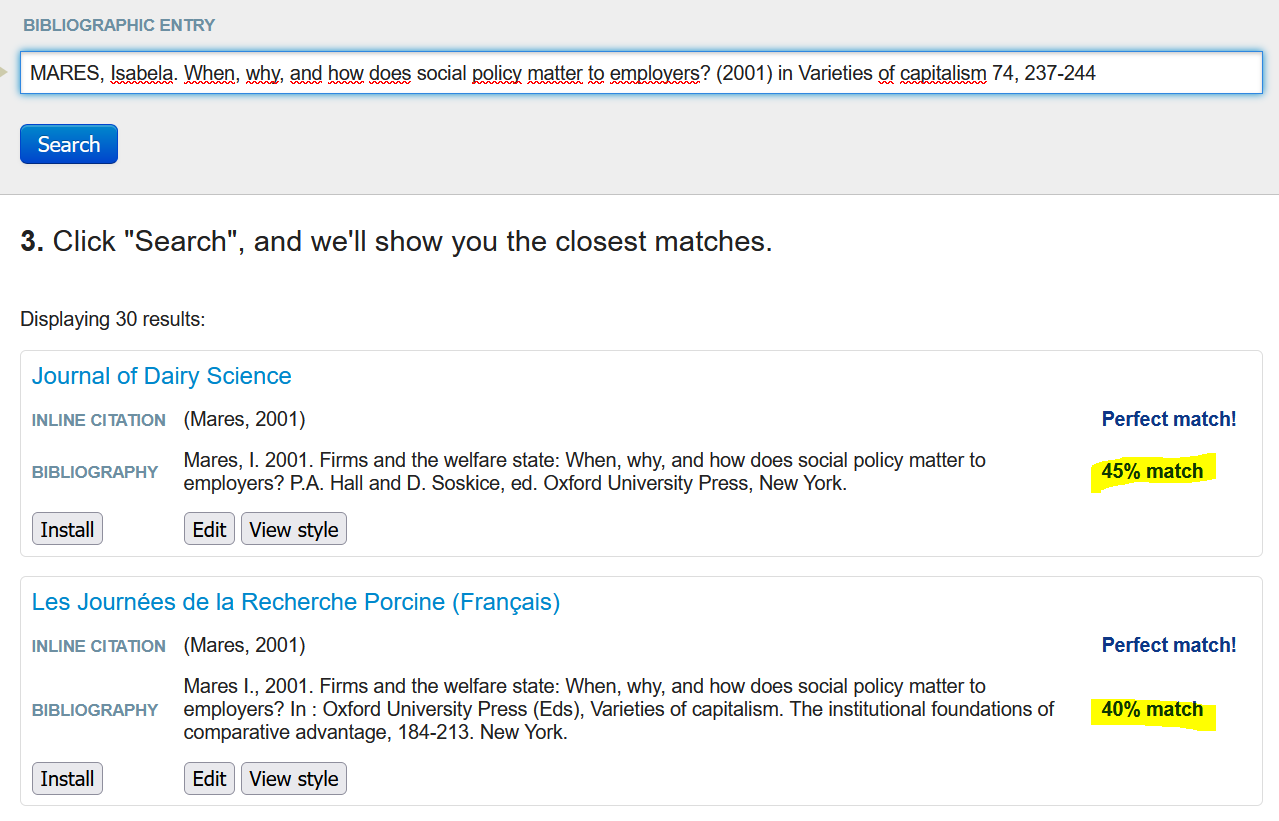 BIBLIOGRAPHIC ENTRY
MARES, Isabela. When, why, and how does social policy matter to employers? (2001) in Varieties of capitalism 74, 237-244
Search
3. Click "Search", and we'll show you the closest matches.
Displaying 30 results:
Journal of Dairy Science
INLINE CITATION (Mares, 2001) Perfect match!
BIBLIOGRAPHY Mares, I. 2001. Firms and the welfare state: When, why, and how does social policy matter to
employers? P.A. Hall and D. Soskice, ed. Oxford University Press, New York.
45% match
Install Edit View style
Les Journées de la Recherche Porcine (Français)
INLINE CITATION (Mares, 2001) Perfect match!
Mares I., 2001. Firms and the welfare state: When, why, and how does social policy matter to
BIBLIOGRAPHY employers? In : Oxford University Press (Eds), Varieties of capitalism. The institutional foundations of 40% match
comparative advantage, 184-213. New York.
Install Edit View style